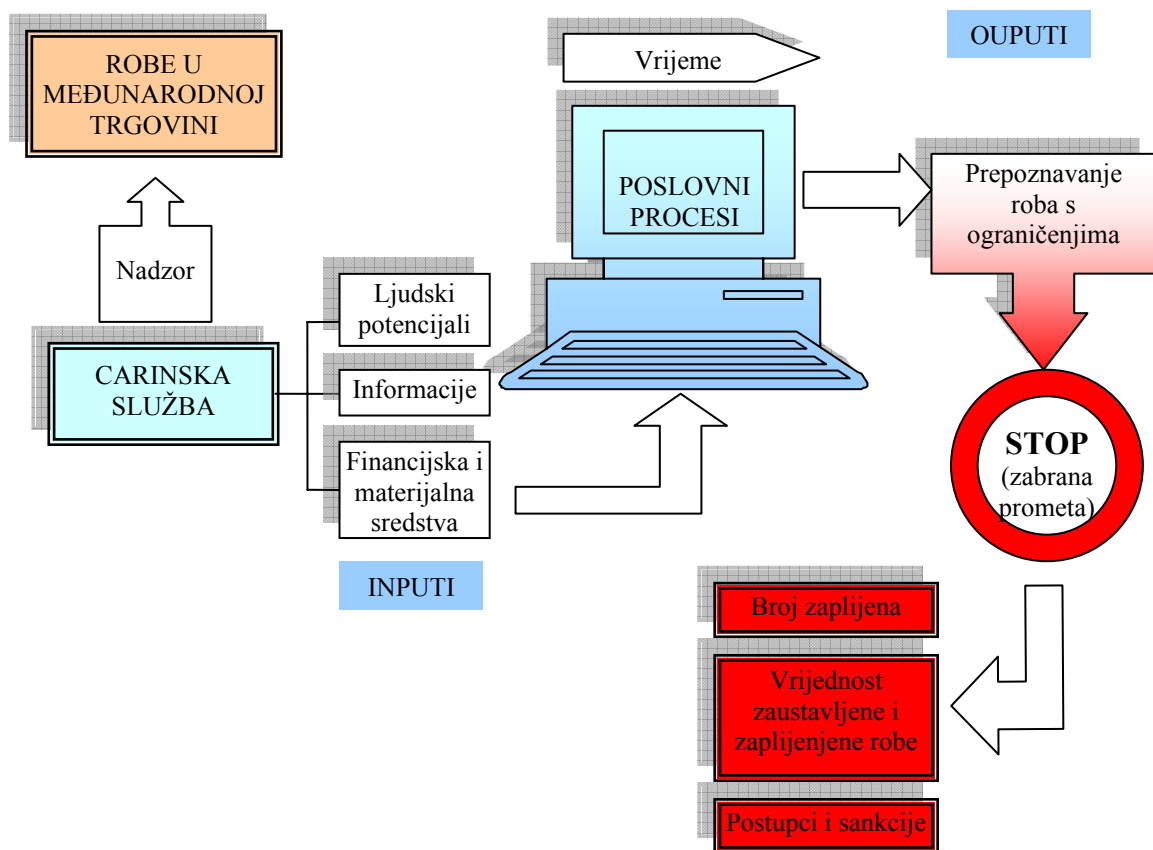 ROBE U
MEĐUNARODNOJ
TRGOVINI
Vrijeme
OUPUTI
POSLOVNI
PROCESI
Prepoznavanje
roba s
ograničenjima
Nadzor
Ljudski
potencijali
CARINSKA
SLUŽBA
Informacije
Financijska i
materijalna
sredstva
INPUTI
STOP
(zabrana
prometa)
Broj zaplijena
Vrijednost
zaustavljene i
zaplijenjene robe
Postupci i sankcije